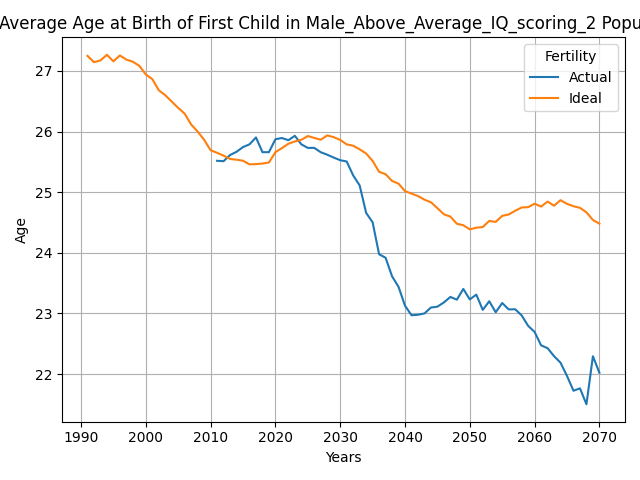 Average Age at Birth of First Child in Male_Above_Average_IQ_scoring_2 Popu
Fertility
Actual
Ideal
27
26
25
24
23
22
Age
1990 2000 2010 2020 2030 2040 2050 2060 2070
Years